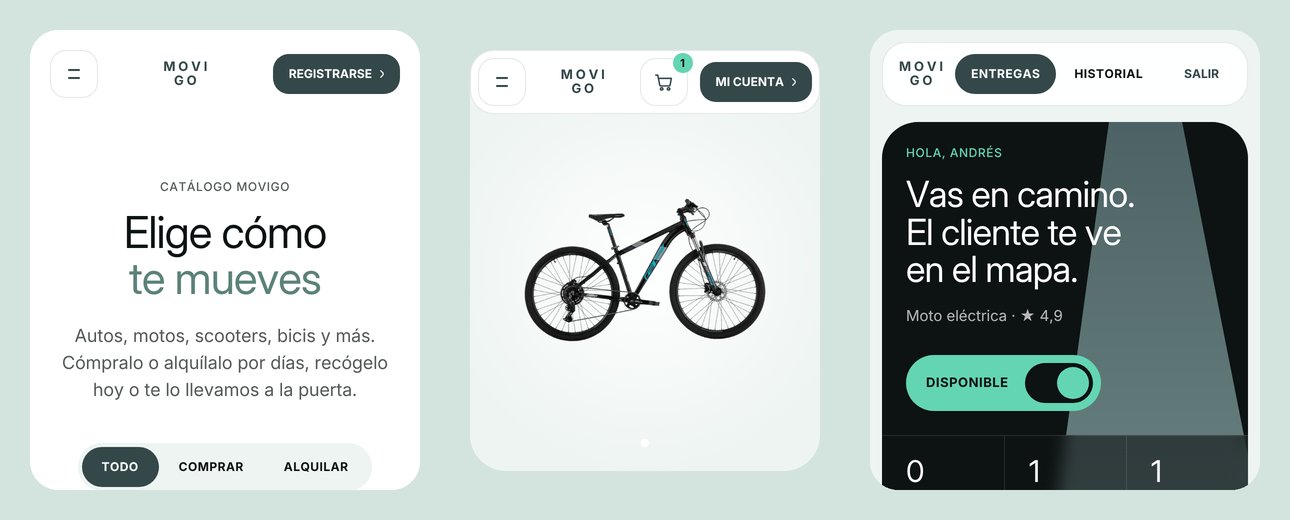 MOVI
GO
REGISTRARSE
CATÁLOGO MOVIGO
Elige cómo
te mueves
Autos, motos, scooters, bicis y más.
Cómpralo o alquílalo por días, recógelo
hoy o te lo llevamos a la puerta.
TODO COMPRAR ALQUILAR
MOVI
GO
1
MI CUENTA
MOVI
GO
ENTREGAS HISTORIAL SALIR
HOLA, ANDRÉS
Vas en camino.
El cliente te ve
en el mapa.
Moto eléctrica · ★ 4,9
DISPONIBLE
0 1 1